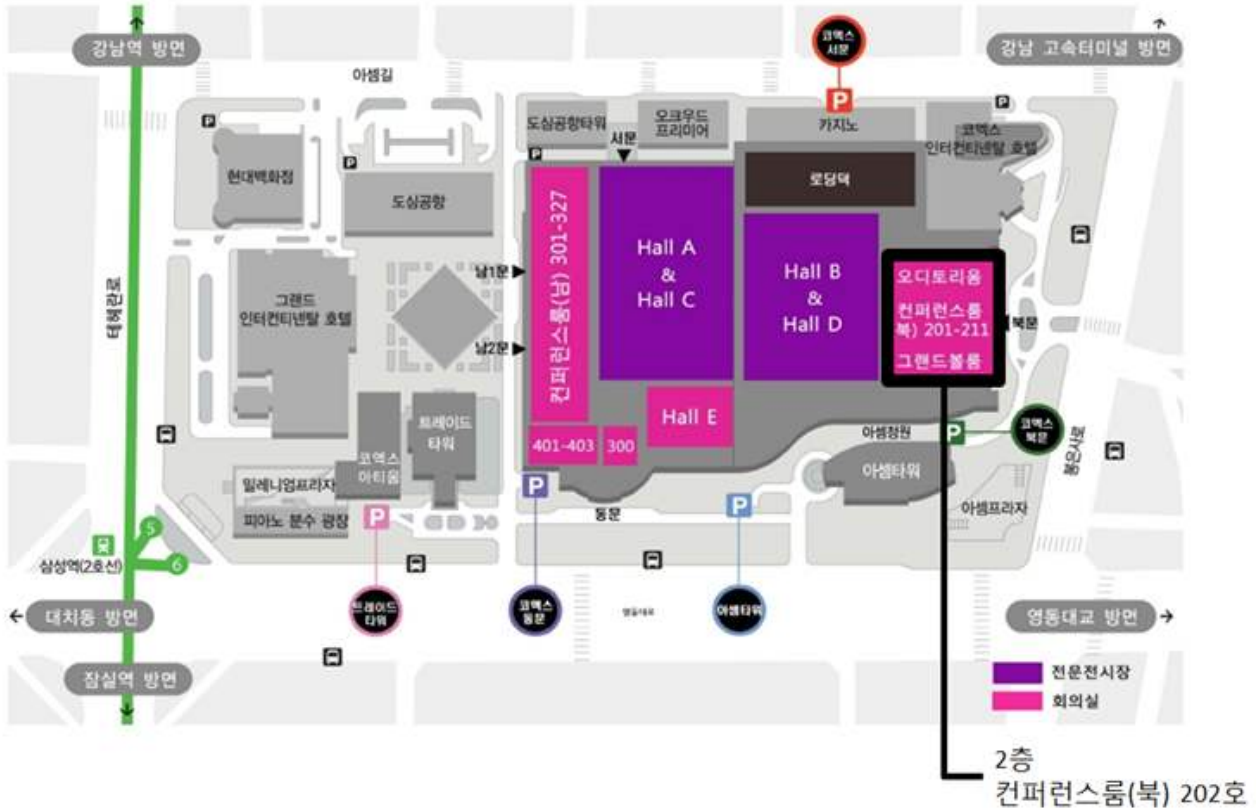 강남역 방면
코엑스
서문
강남 고속터미널 방면
아셈길
P
P
P
도심공항타워
오크우드
프리미어
카지노
코엑스
인터컨티넨탈 호텔
서문
P
P
P
현대백화점
도심공항
로딩덕
컨퍼런스룸(남) 301-327
Hall A
&
Hall C
Hall B
&
Hall D
오디토리움
컨퍼런스룸
북) 201-211
그랜드볼룸
북문
남1문
남2문
테헤란로
그랜드
인터컨티넨탈 호텔
트레이드
타워
Hall E
401-403
300
코엑스
아티움
아셈정원
P
코엑스
북문
봉은사로
아셈타워
아셈프라자
밀레니엄프라자
피아노 분수 광장
P
P
P
동문
5
6
삼성역(2호선)
대치동 방면
트레이드
타워
코엑스
동문
영동대로
아셈타워
영동대교 방면
잠실역 방면
전문전시장
회의실
2층
컨퍼런스룸(북) 202호